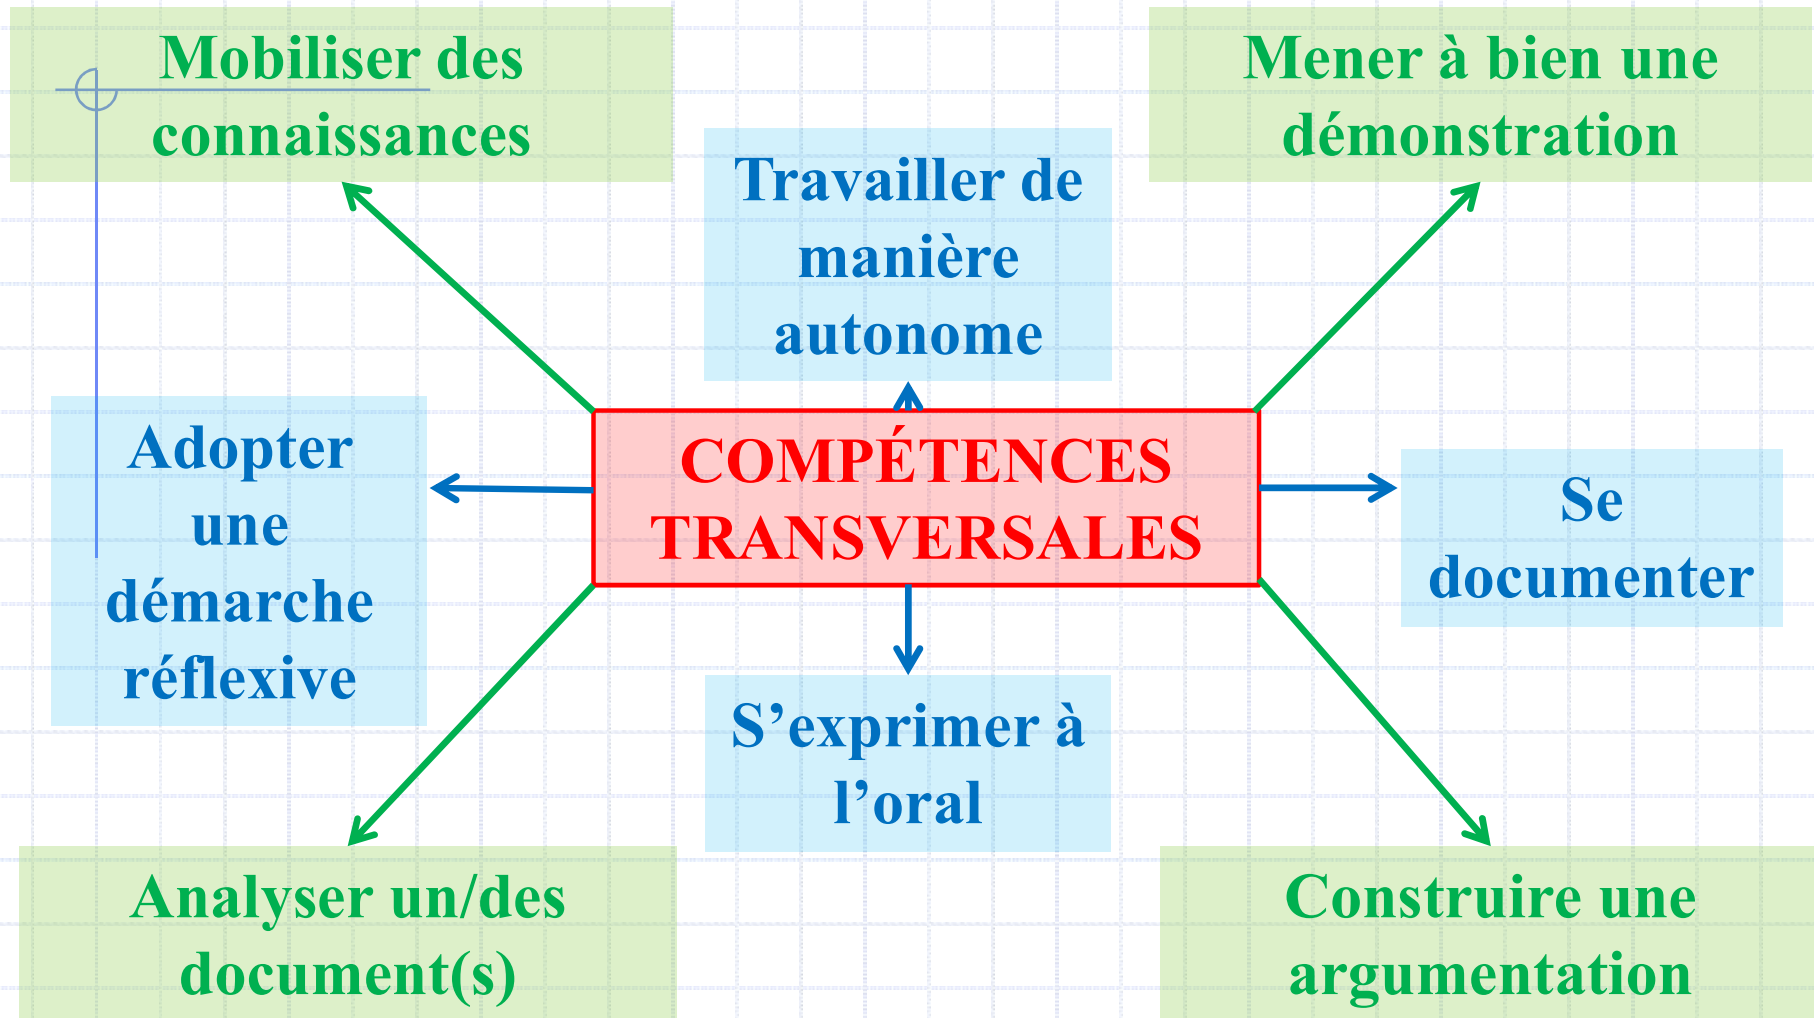 Mobiliser des
connaissances
Mener à bien une
démonstration
Travailler de
manière
autonome
Adopter
une
démarche
réflexive
COMPÉTENCES
TRANSVERSALES
Se
documenter
S’exprimer à
l’oral
Analyser un/des
document(s)
Construire une
argumentation